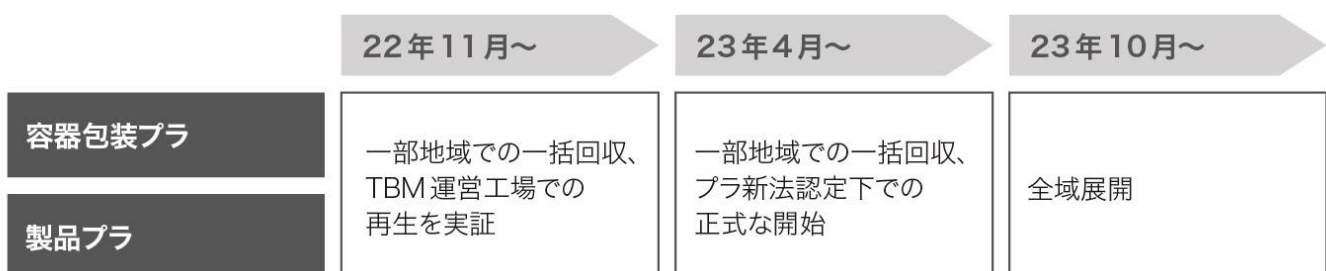 22年11月〜
23年4月〜
23年10月〜
容器包装プラ
製品プラ
一部地域での一括回収、
TBM運営工場での
再生を実証
一部地域での一括回収、
プラ新法認定下での
正式な開始
全域展開